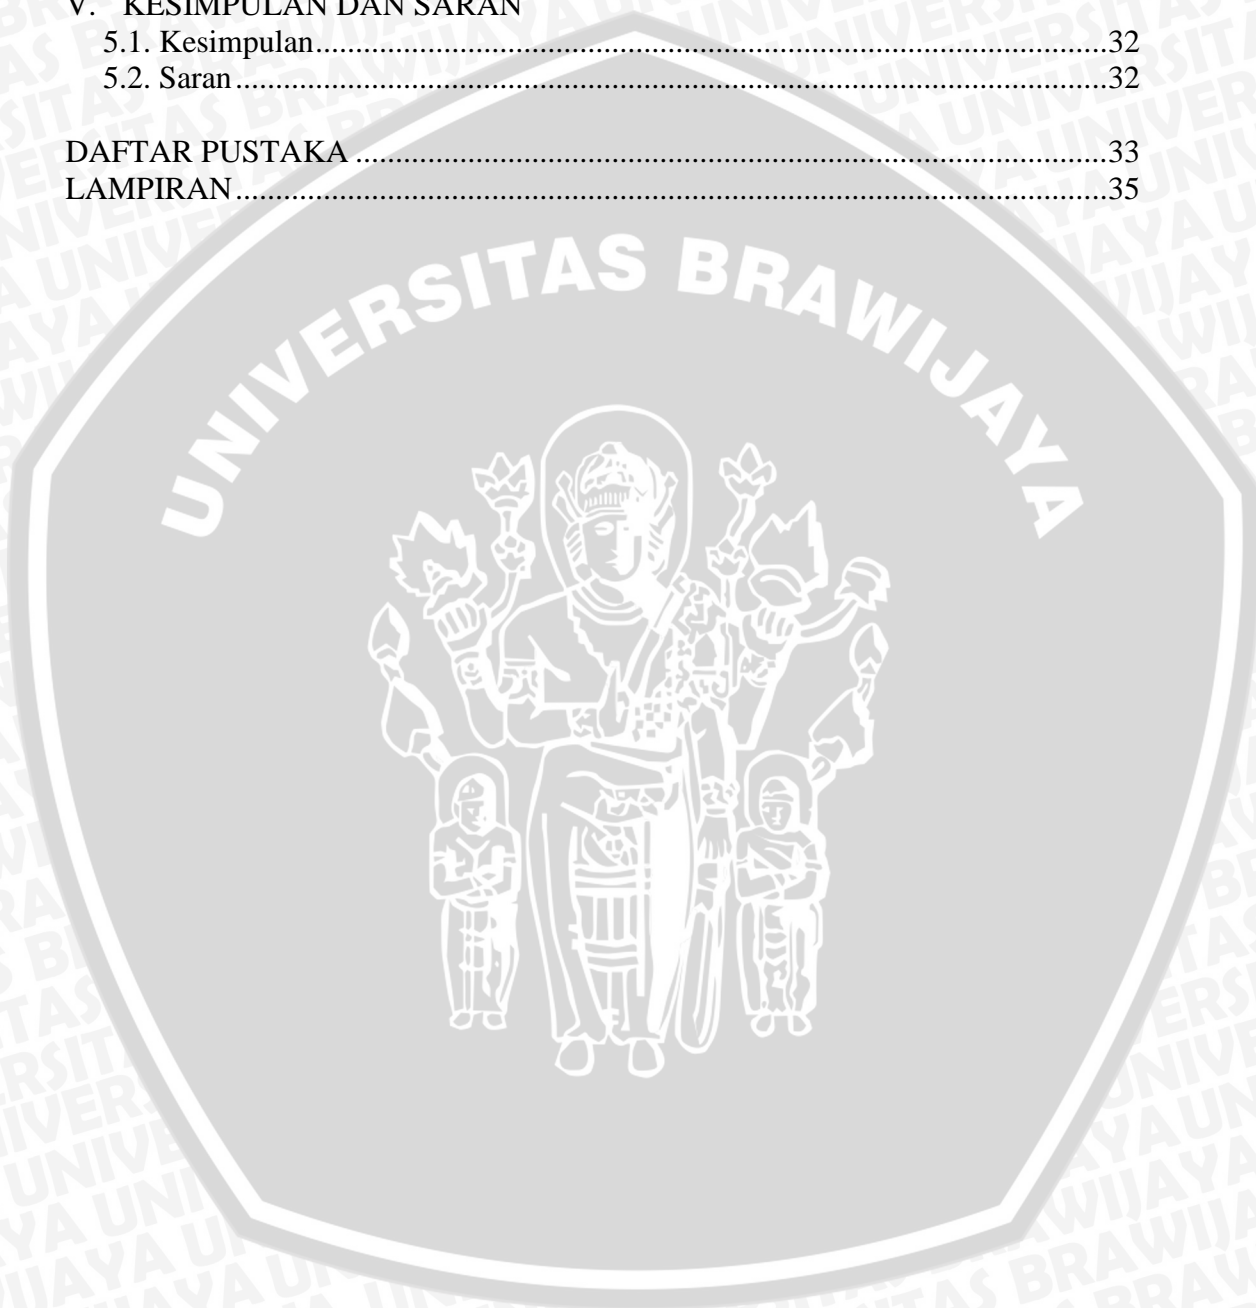 V. KESIMPULAN DAN SARAN
5.1. Kesimpulan....................................................................................................32
5.2. Saran..............................................................................................................32
DAFTAR PUSTAKA...............................................................................................33
LAMPIRAN..............................................................................................................35
UNIVERSITAS BRAWIJAYA